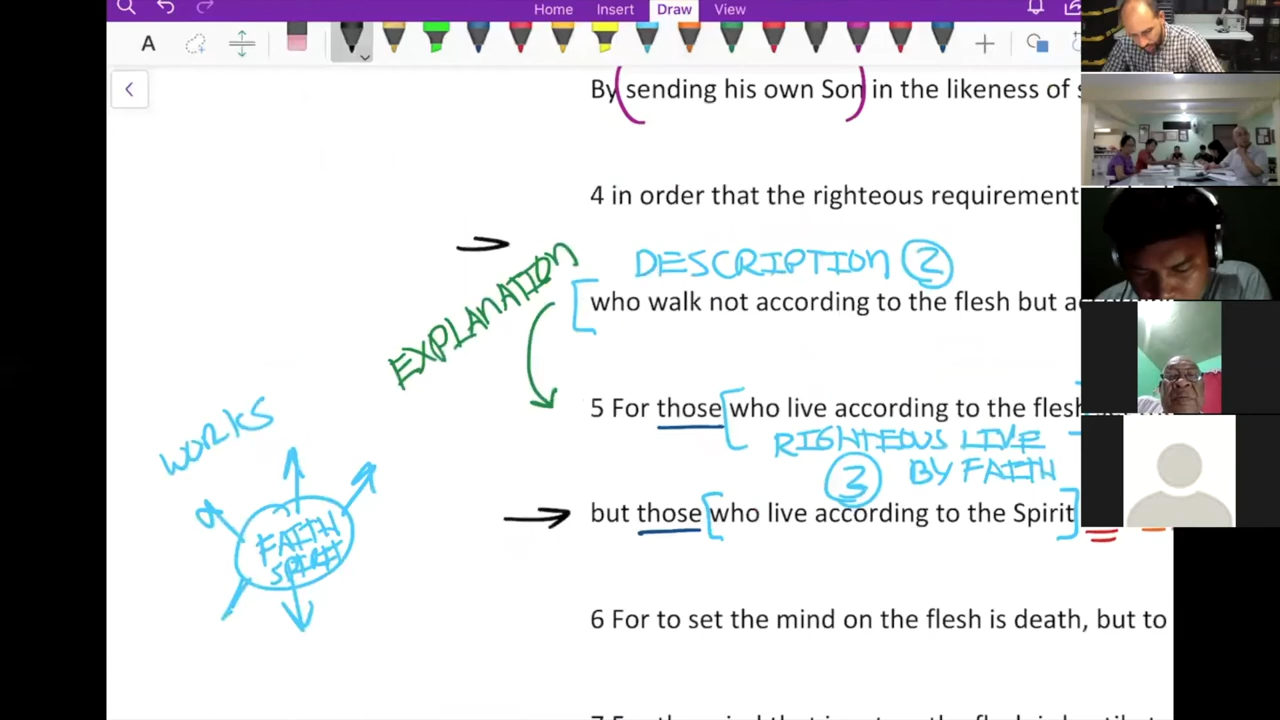 Home Insert Draw View
A
By sending his own Son in the likeness of
4 in order that the righteous requirement
EXPLANATION
DESCRIPTION 2
who walk not according to the flesh but
5 For those who live according to the flesh
RIGHTEOUS LIVE
3 BY FAITH
WORKS
but those who live according to the Spirit
FAITH
SPIRIT
6 For to set the mind on the flesh is death, but to